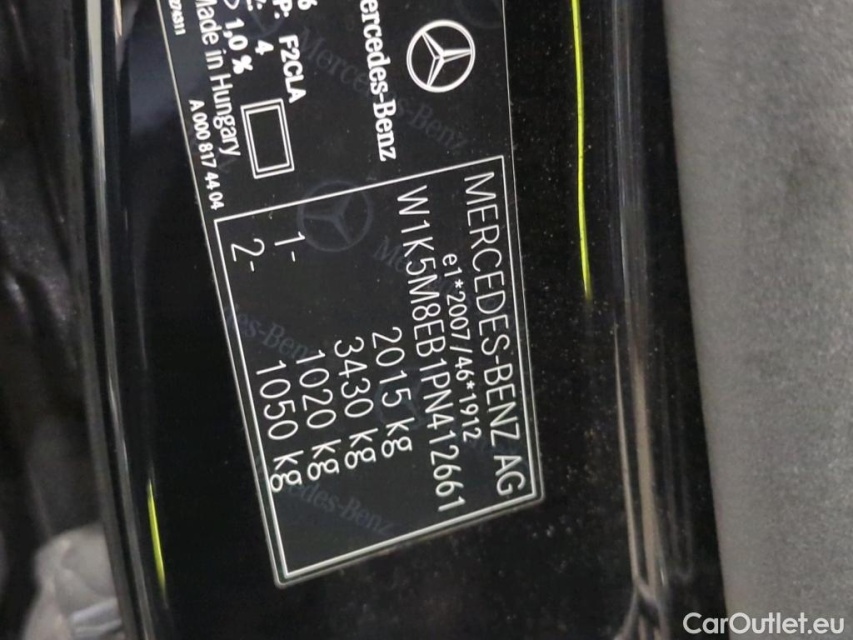 Mercedes-Benz
P: F2CLA
4
1,0 %
Made in Hungary
A 000 817 44 04
MERCEDES-BENZ AG
e1*2007/46*1912
W1K5M8EB1PN412661
2015 kg
3430 kg
1- 1020 kg
2- 1050 kg
CarOutlet.eu